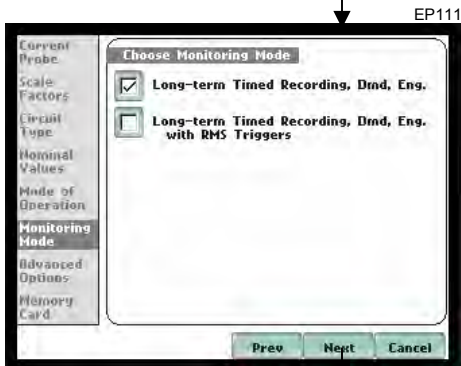 EP111
Current
Probe
Scale
Factors
Circuit
Type
Nominal
Values
Mode of
Operation
Monitoring
Mode
Advanced
Options
Memory
Card
Choose Monitoring Mode
Long-term Timed Recording, Dmd, Eng.
Long-term Timed Recording, Dmd, Eng.
with RMS Triggers
Prev Next Cancel